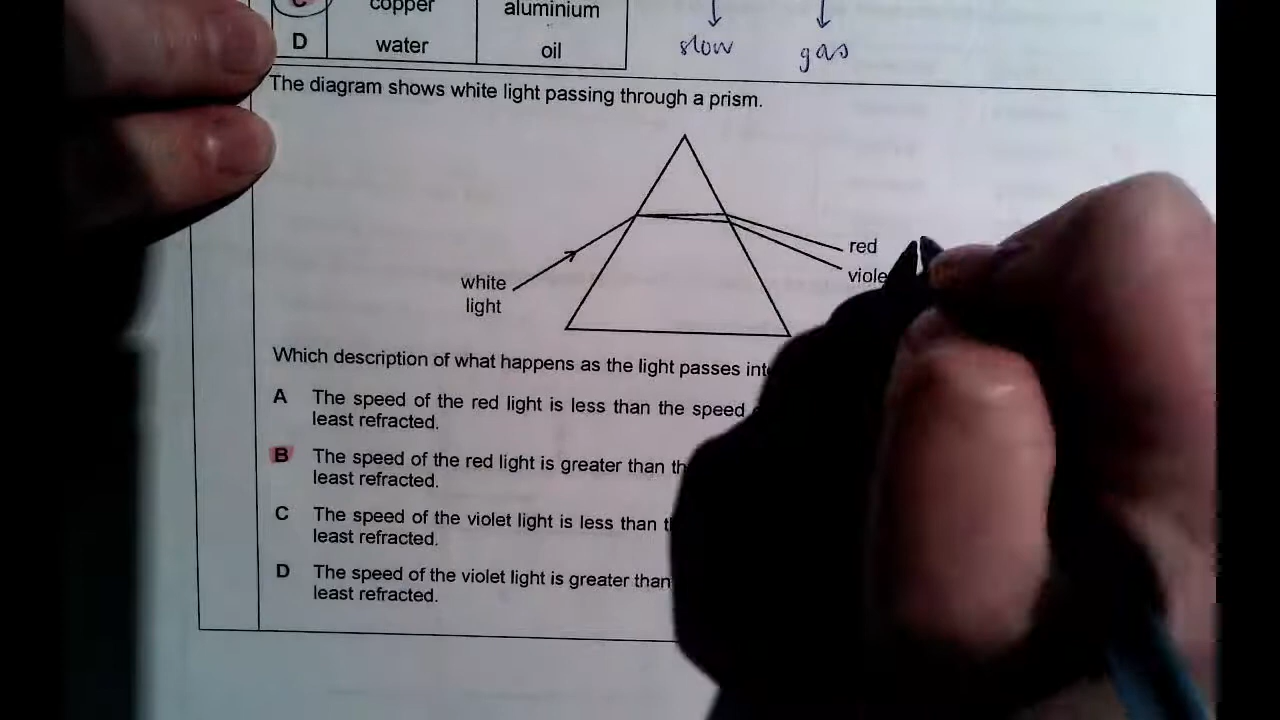 C copper aluminium
D water oil
slow gas
The diagram shows white light passing through a prism.
red
white
light
Which description of what happens as the light passes
A The speed of the red light is less than the speed
least refracted.
B The speed of the red light is greater than
least refracted.
C The speed of the violet light is less than
least refracted.
D The speed of the violet light is greater than
least refracted.